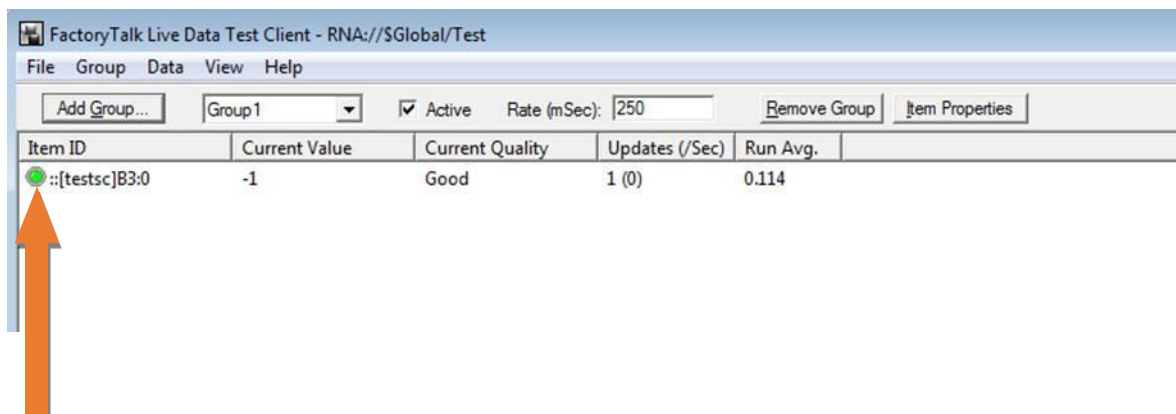 FactoryTalk Live Data Test Client - RNA://$Global/Test
File Group Data View Help
Add Group... Group1 Active Rate (mSec): 250 Remove Group Item Properties
Item ID Current Value Current Quality Updates (/Sec) Run Avg.
::[testsc]B3:0 -1 Good 1 (0) 0.114